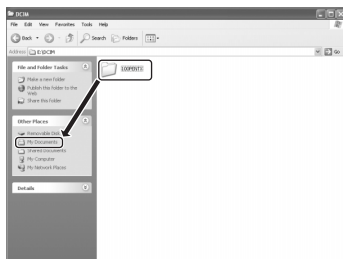 DCIM
File Edit View Favorites Tools Help
Back Search Folders
Address E:\DCIM
File and Folder Tasks
Make a new folder
Publish this folder to the
Web
Share this folder
100PENTX
Other Places
Removable Disk
My Documents
Shared Documents
My Computer
My Network Places
Details